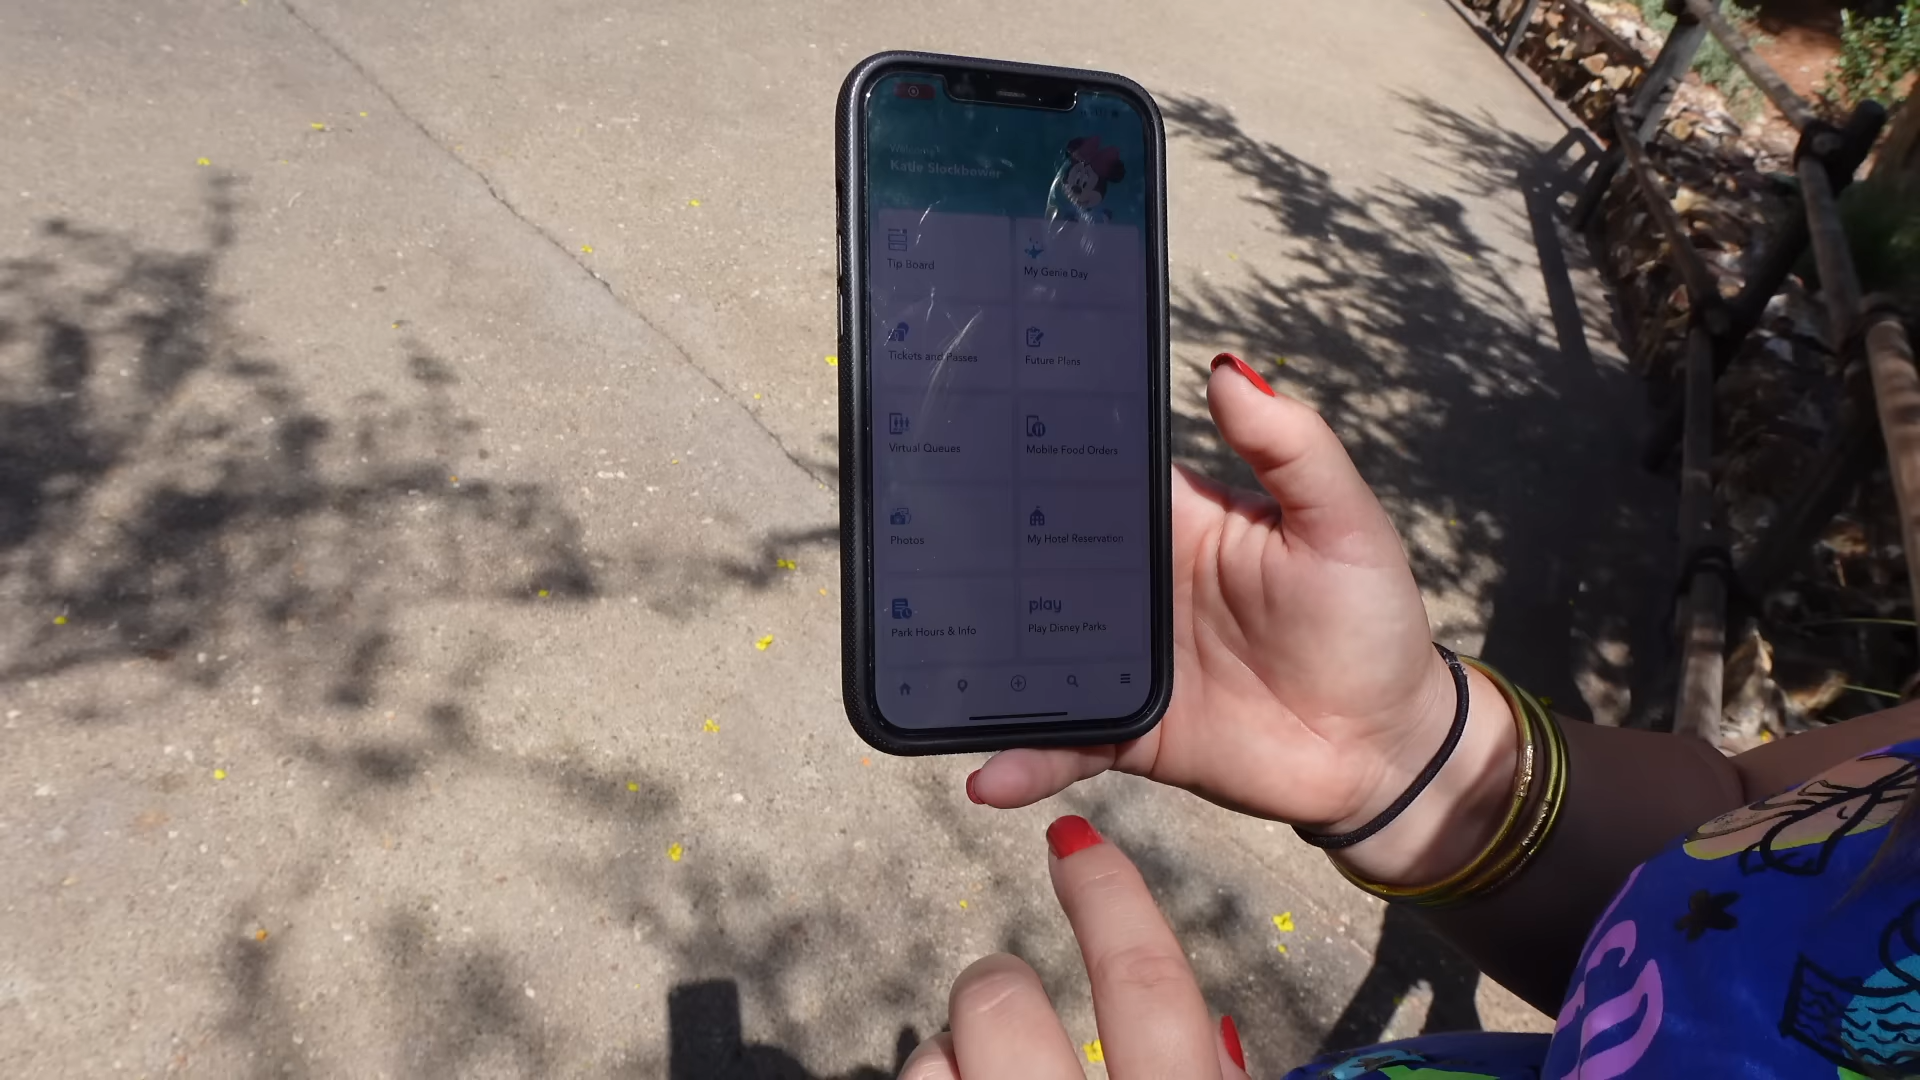 Welcome!
Katie Slockbower
Tip Board
My Genie Day
Tickets and Passes
Future Plans
Virtual Queues
Mobile Food Orders
Photos
My Hotel Reservation
Park Hours & Info
play
Play Disney Parks